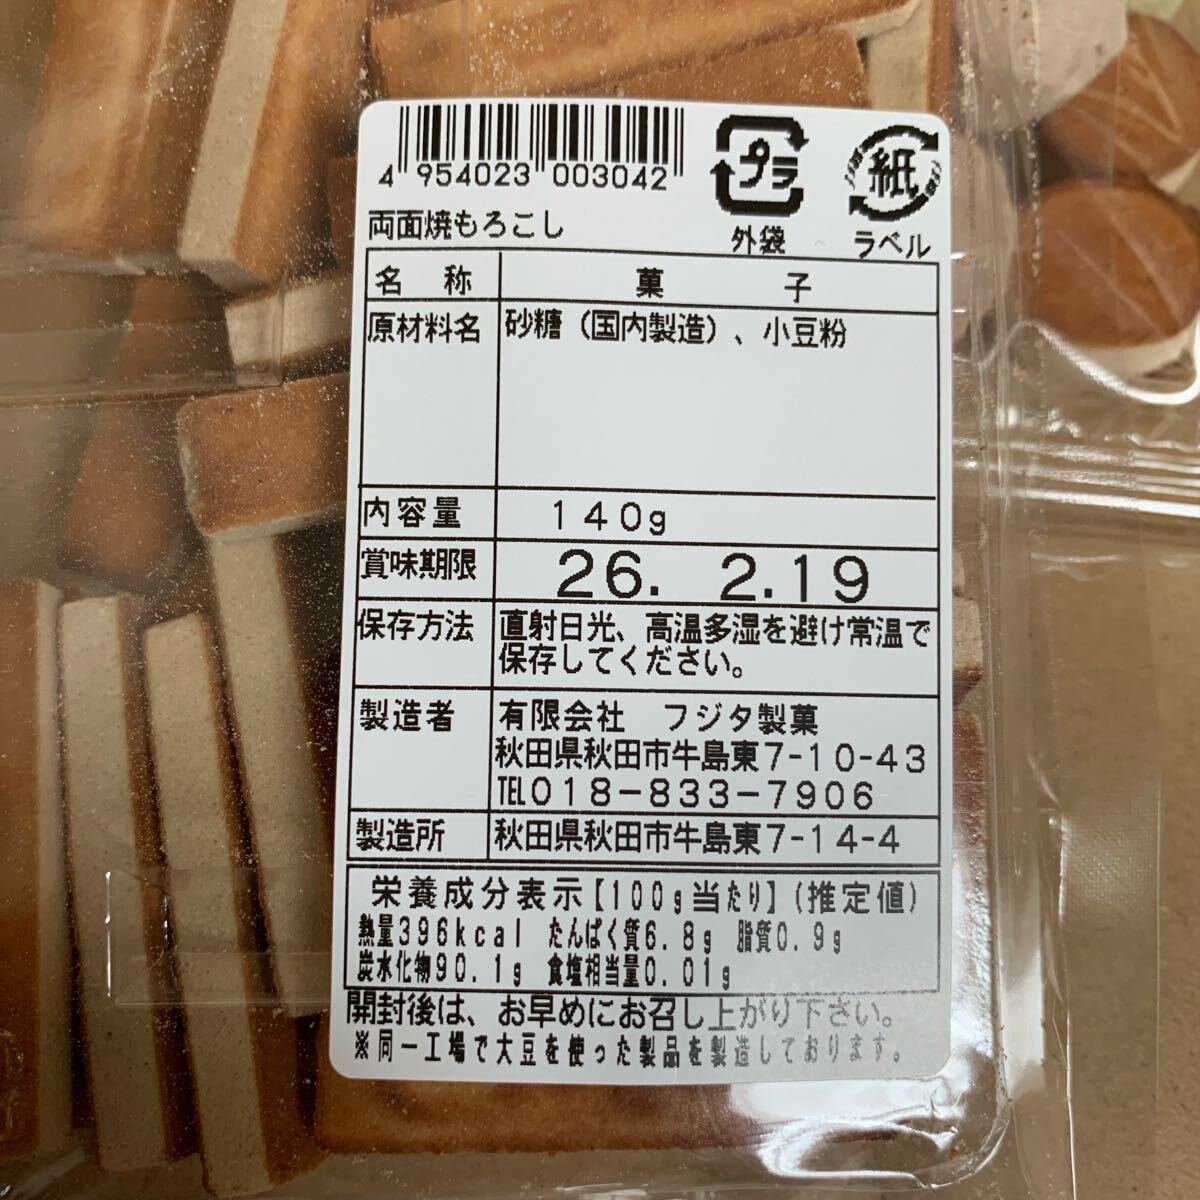 4 954023 003042
プラ
外袋
紙
ラベル
両面焼もろこし
名称 菓子
原材料名 砂糖（国内製造）、小豆粉
内容量 140g
賞味期限 26. 2.19
保存方法 直射日光、高温多湿を避け常温で
保存してください。
製造者 有限会社 フジタ製菓
秋田県秋田市牛島東7-10-43
TEL018-833-7906
製造所 秋田県秋田市牛島東7-14-4
栄養成分表示【100g当たり】(推定値)
熱量396kcal たんぱく質6.8g 脂質0.9g
炭水化物90.1g 食塩相当量0.01g
開封後は、お早めにお召し上がり下さい。
※同一工場で大豆を使った製品を製造しております。